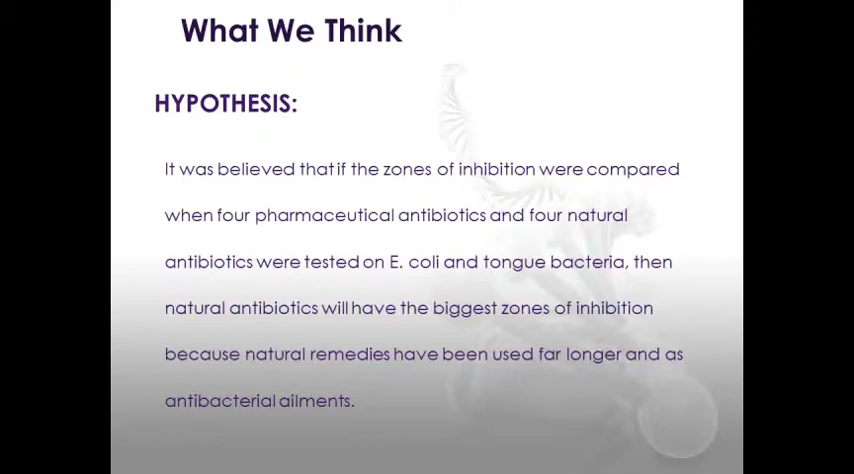 What We Think
HYPOTHESIS:
It was believed that if the zones of inhibition were compared
when four pharmaceutical antibiotics and four natural
antibiotics were tested on E. coli and tongue bacteria, then
natural antibiotics will have the biggest zones of inhibition
because natural remedies have been used far longer and as
antibacterial ailments.